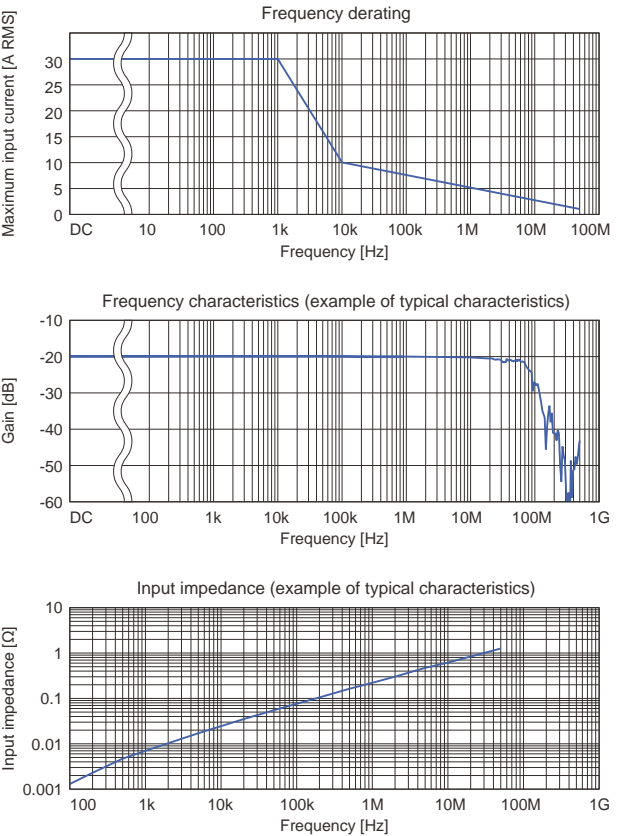 Frequency derating
Maximum input current [A RMS]
30
25
20
15
10
5
0
DC 10 100 1k 10k 100k 1M 10M 100M
Frequency [Hz]
Frequency characteristics (example of typical characteristics)
Gain [dB]
-10
-20
-30
-40
-50
-60
DC 100 1k 10k 100k 1M 10M 100M 1G
Frequency [Hz]
Input impedance (example of typical characteristics)
Input impedance [Ω]
10
1
0.1
0.01
0.001
100 1k 10k 100k 1M 10M 100M 1G
Frequency [Hz]